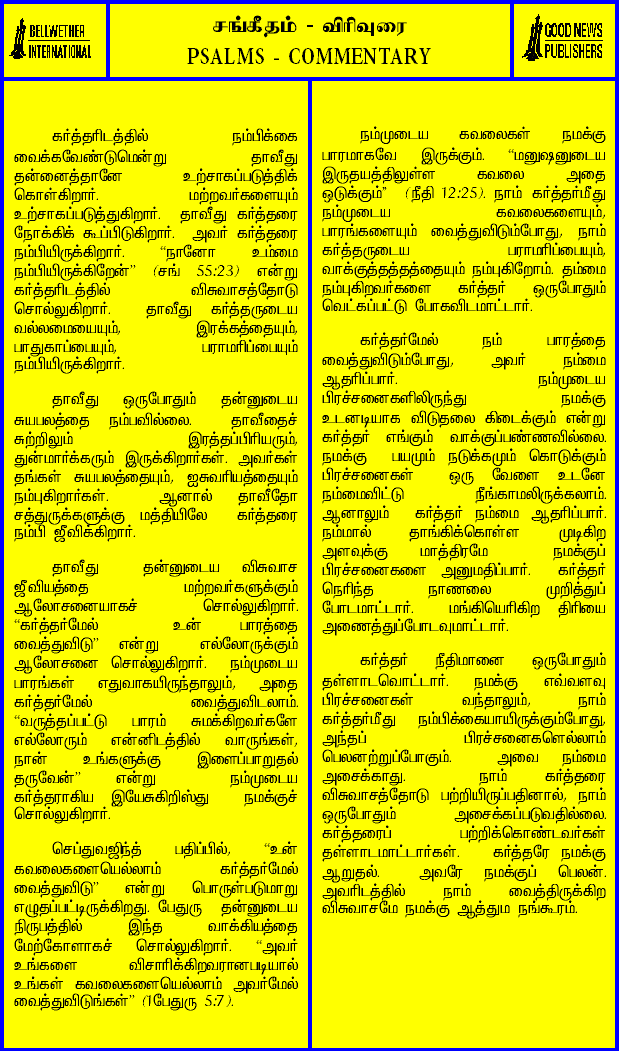 BELLWETHER
INTERNATIONAL
சங்கீதம் - விரிவுரை
PSALMS - COMMENTARY
GOOD NEWS
PUBLISHERS
கர்த்தரிடத்தில் நம்பிக்கை
வைக்கவேண்டுமென்று தாவீது
தன்னைத்தானே உற்சாகப்படுத்திக்
கொள்கிறார். மற்றவர்களையும்
உற்சாகப்படுத்துகிறார். தாவீது கர்த்தரை
நோக்கிக் கூப்பிடுகிறார். அவர் கர்த்தரை
நம்பியிருக்கிறார். “நானோ உம்மை
நம்பியிருக்கிறேன்” (சங் 55:23) என்று
கர்த்தரிடத்தில் விசுவாசத்தோடு
சொல்லுகிறார். தாவீது கர்த்தருடைய
வல்லமையையும், இரக்கத்தையும்,
பாதுகாப்பையும், பராமரிப்பையும்
நம்பியிருக்கிறார்.
தாவீது ஒருபோதும் தன்னுடைய
சுயபலத்தை நம்பவில்லை. தாவீதைச்
சுற்றிலும் இரத்தப்பிரியரும்,
துன்மார்க்கரும் இருக்கிறார்கள். அவர்கள்
தங்கள் சுயபலத்தையும், ஐசுவரியத்தையும்
நம்புகிறார்கள். ஆனால் தாவீதோ
சத்துருக்களுக்கு மத்தியிலே கர்த்தரை
நம்பி ஜீவிக்கிறார்.
தாவீது தன்னுடைய விசுவாச
ஜீவியத்தை மற்றவர்களுக்கும்
ஆலோசனையாகச் சொல்லுகிறார்.
“கர்த்தர்மேல் உன் பாரத்தை
வைத்துவிடு” என்று எல்லோருக்கும்
ஆலோசனை சொல்லுகிறார். நம்முடைய
பாரங்கள் எதுவாகயிருந்தாலும், அதை
கர்த்தர்மேல் வைத்துவிடலாம்.
“வருத்தப்பட்டு பாரம் சுமக்கிறவர்களே
எல்லோரும் என்னிடத்தில் வாருங்கள்,
நான் உங்களுக்கு இளைப்பாறுதல்
தருவேன்” என்று நம்முடைய
கர்த்தராகிய இயேசுகிறிஸ்து நமக்குச்
சொல்லுகிறார்.
செப்துவஜிந்த் பதிப்பில், “உன்
கவலைகளையெல்லாம் கர்த்தர்மேல்
வைத்துவிடு” என்று பொருள்படுமாறு
எழுதப்பட்டிருக்கிறது. பேதுரு தன்னுடைய
நிருபத்தில் இந்த வாக்கியத்தை
மேற்கோளாகச் சொல்லுகிறார். “அவர்
உங்களை விசாரிக்கிறவரானபடியால்
உங்கள் கவலைகளையெல்லாம் அவர்மேல்
வைத்துவிடுங்கள்” (1பேதுரு 5:7).
நம்முடைய கவலைகள் நமக்கு
பாரமாகவே இருக்கும். “மனுஷனுடைய
இருதயத்திலுள்ள கவலை அதை
ஒடுக்கும்” (நீதி 12:25). நாம் கர்த்தர்மீது
நம்முடைய கவலைகளையும்,
பாரங்களையும் வைத்துவிடும்போது, நாம்
கர்த்தருடைய பராமரிப்பையும்,
வாக்குத்தத்தத்தையும் நம்புகிறோம். தம்மை
நம்புகிறவர்களை கர்த்தர் ஒருபோதும்
வெட்கப்பட்டு போகவிடமாட்டார்.
கர்த்தர்மேல் நம் பாரத்தை
வைத்துவிடும்போது, அவர் நம்மை
ஆதரிப்பார். நம்முடைய
பிரச்சனைகளிலிருந்து நமக்கு
உடனடியாக விடுதலை கிடைக்கும் என்று
கர்த்தர் எங்கும் வாக்குப்பண்ணவில்லை.
நமக்கு பயமும் நடுக்கமும் கொடுக்கும்
பிரச்சனைகள் ஒரு வேளை உடனே
நம்மைவிட்டு நீங்காமலிருக்கலாம்.
ஆனாலும் கர்த்தர் நம்மை ஆதரிப்பார்.
நம்மால் தாங்கிக்கொள்ள முடிகிற
அளவுக்கு மாத்திரமே நமக்குப்
பிரச்சனைகளை அனுமதிப்பார். கர்த்தர்
நெரிந்த நாணலை முறித்துப்
போடமாட்டார். மங்கியெரிகிற திரியை
அணைத்துப்போடவுமாட்டார்.
கர்த்தர் நீதிமானை ஒருபோதும்
தள்ளாடவொட்டார். நமக்கு எவ்வளவு
பிரச்சனைகள் வந்தாலும், நாம்
கர்த்தர்மீது நம்பிக்கையாயிருக்கும்போது,
அந்தப் பிரச்சனைகளெல்லாம்
பெலனற்றுப்போகும். அவை நம்மை
அசைக்காது. நாம் கர்த்தரை
விசுவாசத்தோடு பற்றியிருப்பதினால், நாம்
ஒருபோதும் அசைக்கப்படுவதில்லை.
கர்த்தரைப் பற்றிக்கொண்டவர்கள்
தள்ளாடமாட்டார்கள். கர்த்தரே நமக்கு
ஆறுதல். அவரே நமக்குப் பெலன்.
அவரிடத்தில் நாம் வைத்திருக்கிற
விசுவாசமே நமக்கு ஆத்தும நங்கூரம்.